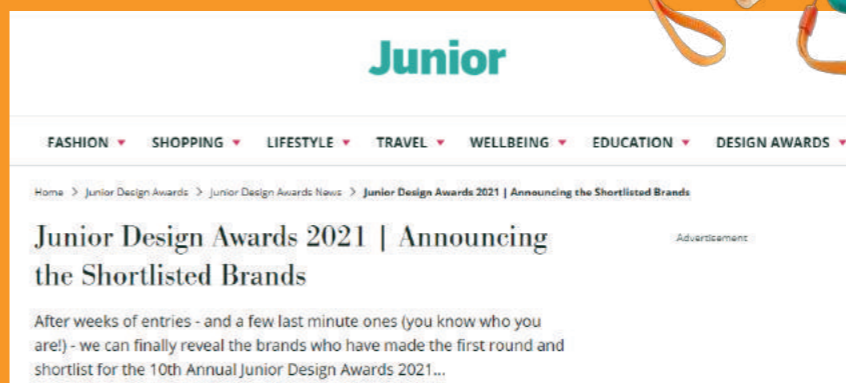 Junior
FASHION SHOPPING LIFESTYLE TRAVEL WELLBEING EDUCATION DESIGN AWARDS
Home > Junior Design Awards > Junior Design Awards News > Junior Design Awards 2021 | Announcing the Shortlisted Brands
Junior Design Awards 2021 | Announcing
the Shortlisted Brands
Advertisement
After weeks of entries - and a few last minute ones (you know who you
are!) - we can finally reveal the brands who have made the first round and
shortlist for the 10th Annual Junior Design Awards 2021...